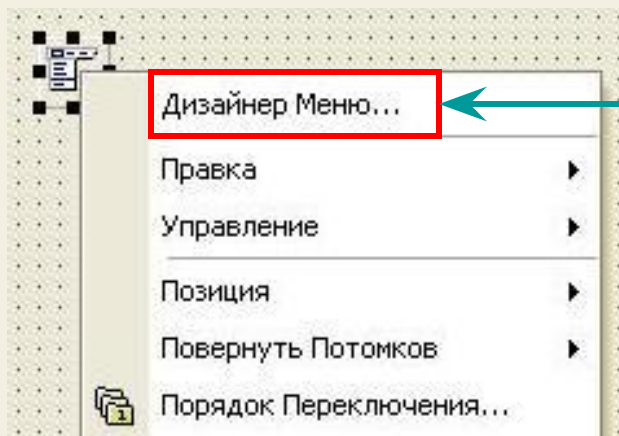 Дизайнер Меню...
Правка
Управление
Позиция
Повернуть Потомков
Порядок Переключения...